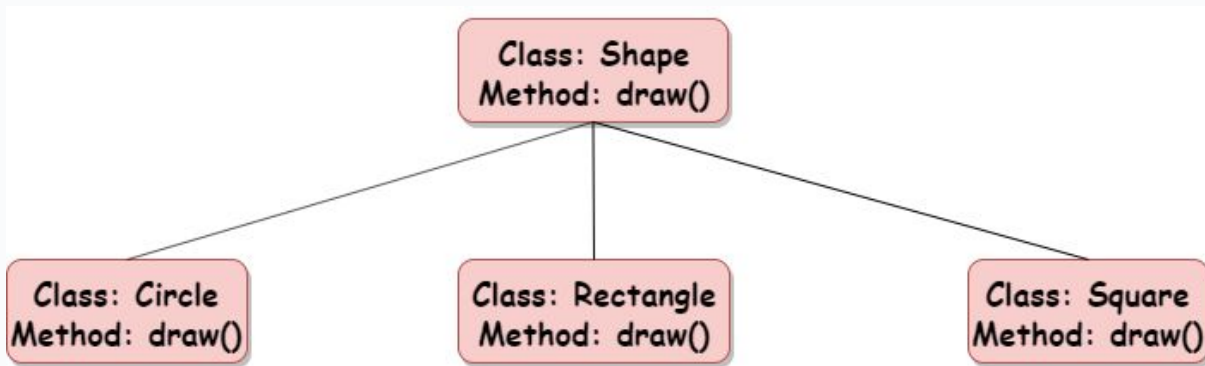 Class: Shape
Method: draw()
Class: Circle
Method: draw()
Class: Rectangle
Method: draw()
Class: Square
Method: draw()